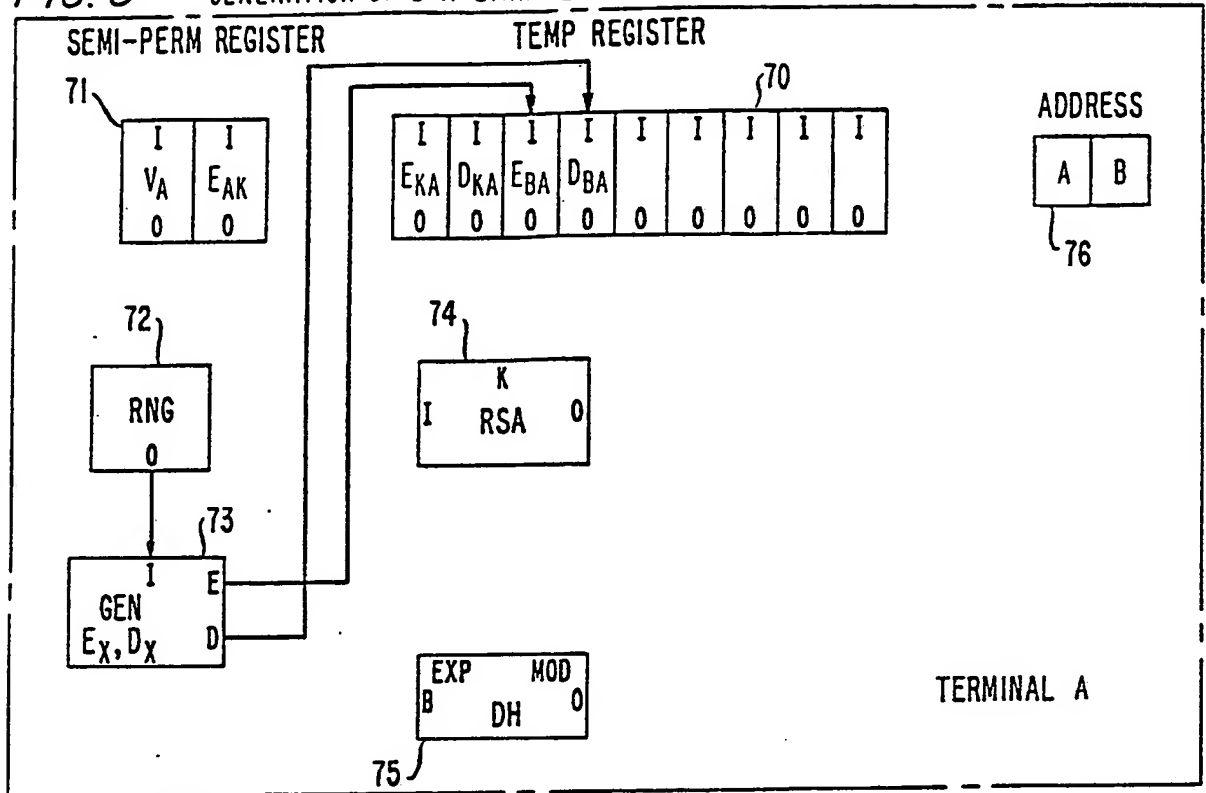 SEMI-PERM REGISTER
TEMP REGISTER
71
70
ADDRESS
I I
V_A E_AK
0 0
I I I I I I I I I
E_KA D_KA E_BA D_BA
0 0 0 0 0 0 0 0 0
A B
76
72
RNG
0
74
K
I RSA 0
73
I
E
GEN
E_X, D_X
D
EXP MOD
B DH 0
75
TERMINAL A